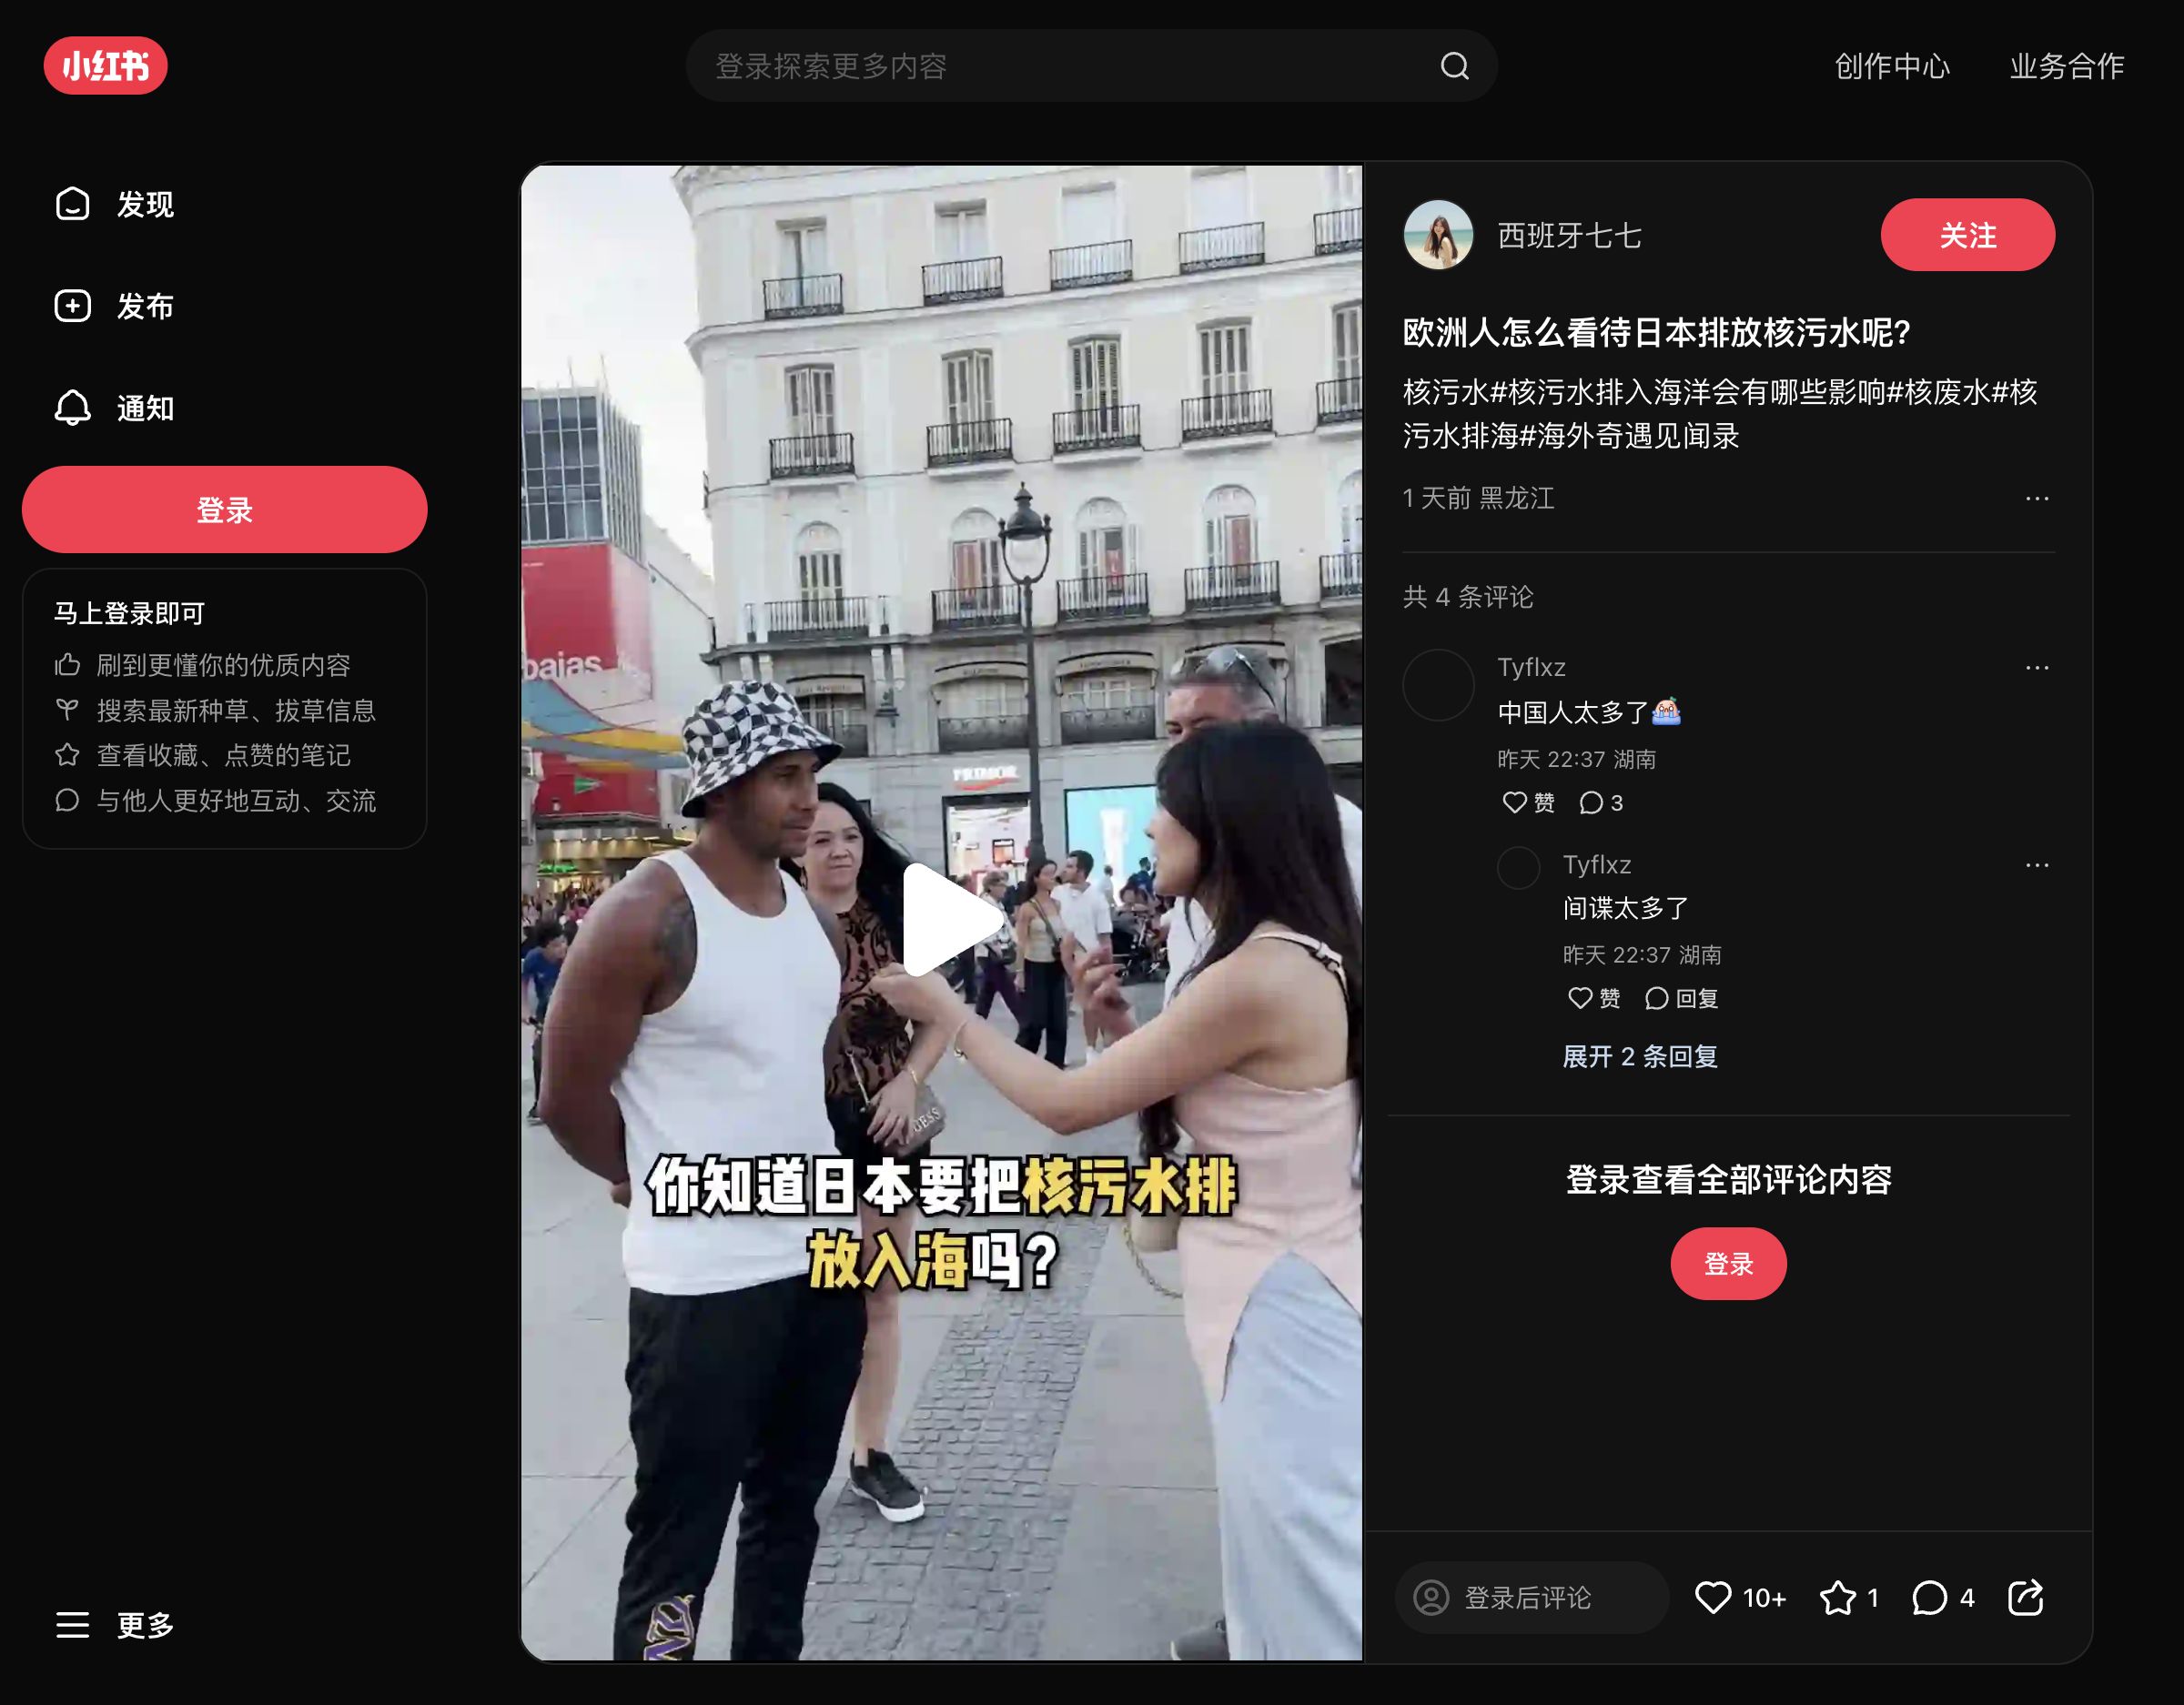 小红书
登录探索更多内容
创作中心
业务合作
发现
发布
通知
登录
马上登录即可
刷到更懂你的优质内容
搜索最新种草、拔草信息
查看收藏、点赞的笔记
与他人更好地互动、交流
更多
bajas
PRIMOR
GUESS
你知道日本要把核污水排
放入海吗?
西班牙七七
关注
欧洲人怎么看待日本排放核污水呢?
核污水#核污水排入海洋会有哪些影响#核废水#核
污水排海#海外奇遇见闻录
1 天前 黑龙江
共 4 条评论
Tyflxz
中国人太多了
昨天 22:37 湖南
赞 3
Tyflxz
间谍太多了
昨天 22:37 湖南
赞 回复
展开 2 条回复
登录查看全部评论内容
登录
登录后评论
10+ 1 4